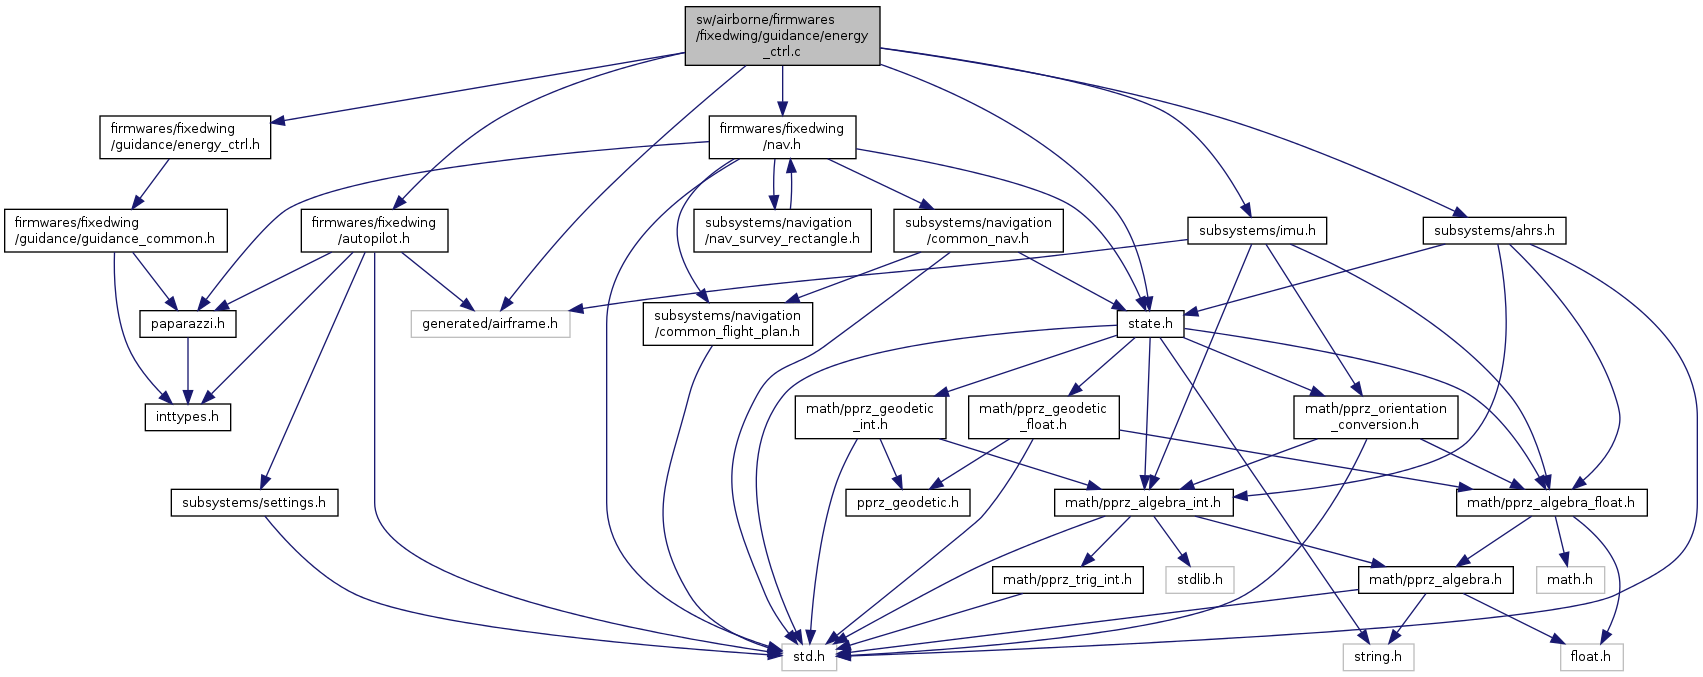 sw/airborne/firmwares
/fixedwing/guidance/energy
_ctrl.c
firmwares/fixedwing
/guidance/energy_ctrl.h
firmwares/fixedwing
/nav.h
firmwares/fixedwing
/guidance/guidance_common.h
firmwares/fixedwing
/autopilot.h
subsystems/navigation
/nav_survey_rectangle.h
subsystems/navigation
/common_nav.h
subsystems/imu.h
subsystems/ahrs.h
paparazzi.h
generated/airframe.h
subsystems/navigation
/common_flight_plan.h
state.h
inttypes.h
math/pprz_geodetic
_int.h
math/pprz_geodetic
_float.h
math/pprz_orientation
_conversion.h
subsystems/settings.h
pprz_geodetic.h
math/pprz_algebra_int.h
math/pprz_algebra_float.h
math/pprz_trig_int.h
stdlib.h
math/pprz_algebra.h
math.h
std.h
string.h
float.h